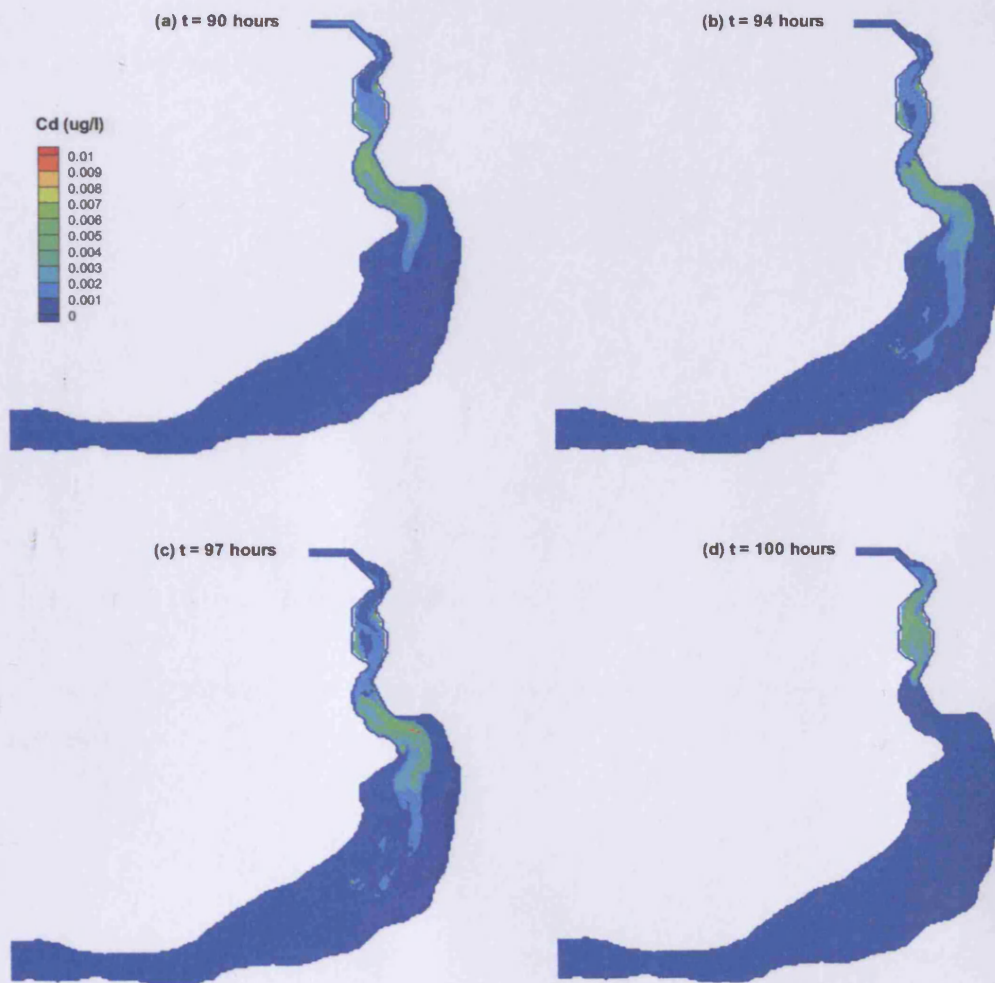 (a) t = 90 hours
(b) t = 94 hours
Cd (ug/l)
0.01
0.009
0.008
0.007
0.006
0.005
0.004
0.003
0.002
0.001
0
(c) t = 97 hours
(d) t = 100 hours